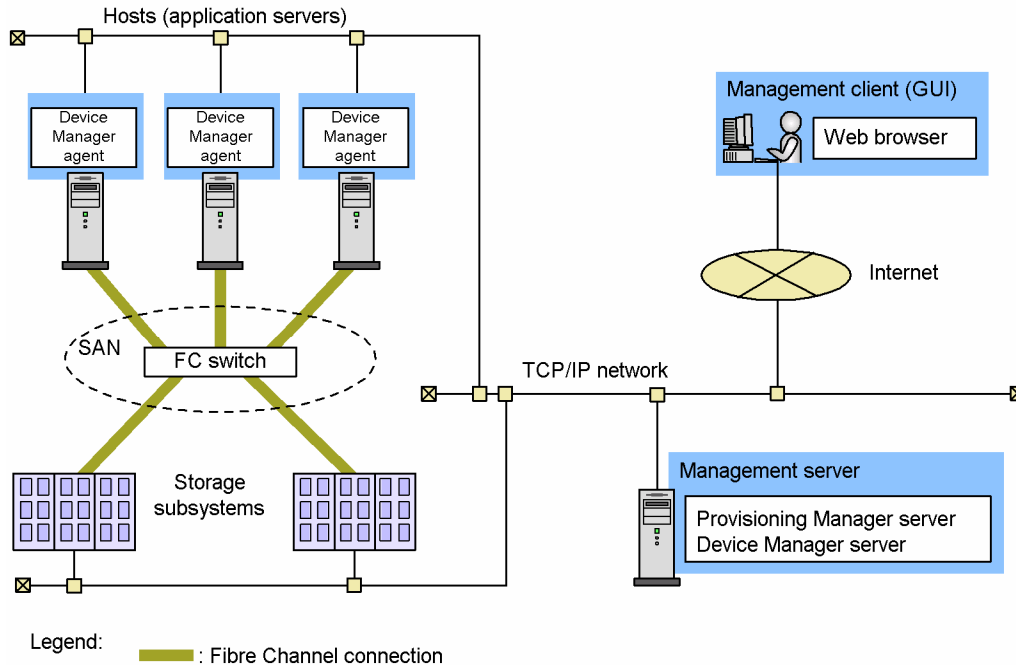 Hosts (application servers)
Device
Manager
agent
Device
Manager
agent
Device
Manager
agent
Management client (GUI)
Web browser
Internet
SAN
FC switch
TCP/IP network
Storage
subsystems
Management server
Provisioning Manager server
Device Manager server
Legend:
: Fibre Channel connection